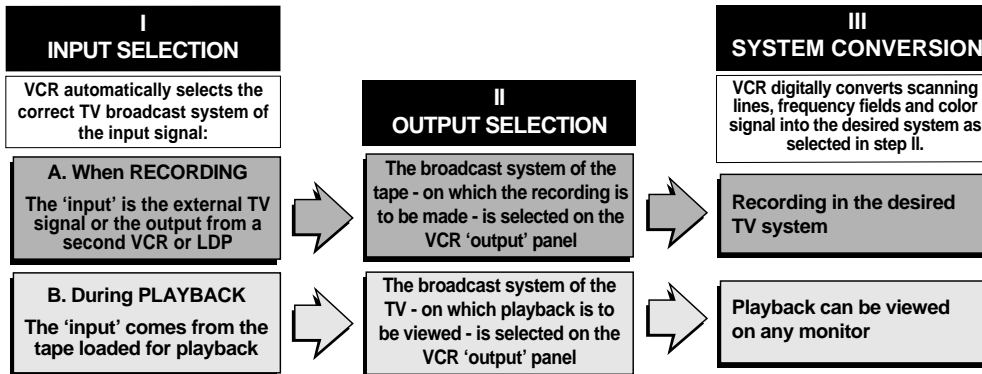 I
INPUT SELECTION
VCR automatically selects the
correct TV broadcast system of
the input signal:
A. When RECORDING
The ‘input’ is the external TV
signal or the output from a
second VCR or LDP
B. During PLAYBACK
The ‘input’ comes from the
tape loaded for playback
II
OUTPUT SELECTION
The broadcast system of the
tape - on which the recording is
to be made - is selected on the
VCR ‘output’ panel
The broadcast system of the
TV - on which playback is to
be viewed - is selected on the
VCR ‘output’ panel
III
SYSTEM CONVERSION
VCR digitally converts scanning
lines, frequency fields and color
signal into the desired system as
selected in step II.
Recording in the desired
TV system
Playback can be viewed
on any monitor